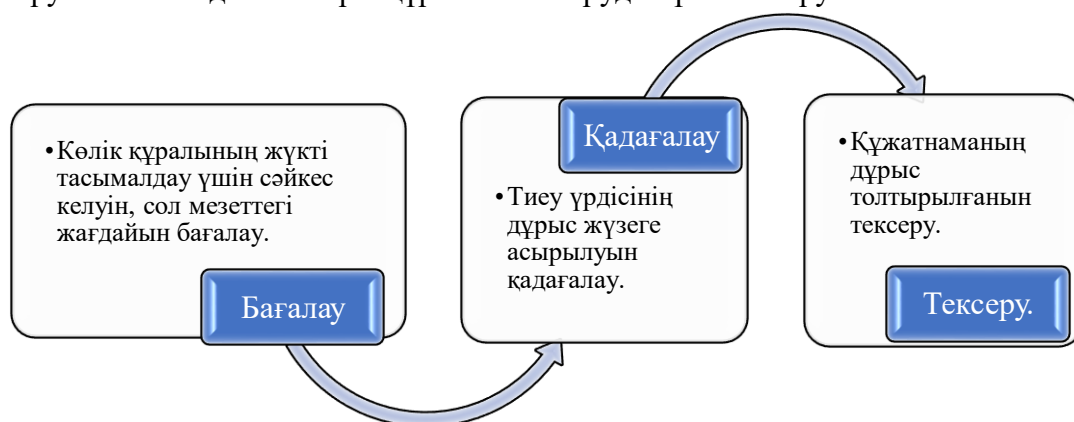 •Көлік құралының жүкті
тасымалдау үшін сәйкес
келуін, сол мезеттегі
жағдайын бағалау.
Бағалау
Қадағалау
•Тиеу үрдісінің
дұрыс жүзеге
асырылуын
қадағалау.
•Құжатнаманың
дұрыс
толтырылғанын
тексеру.
Тексеру.